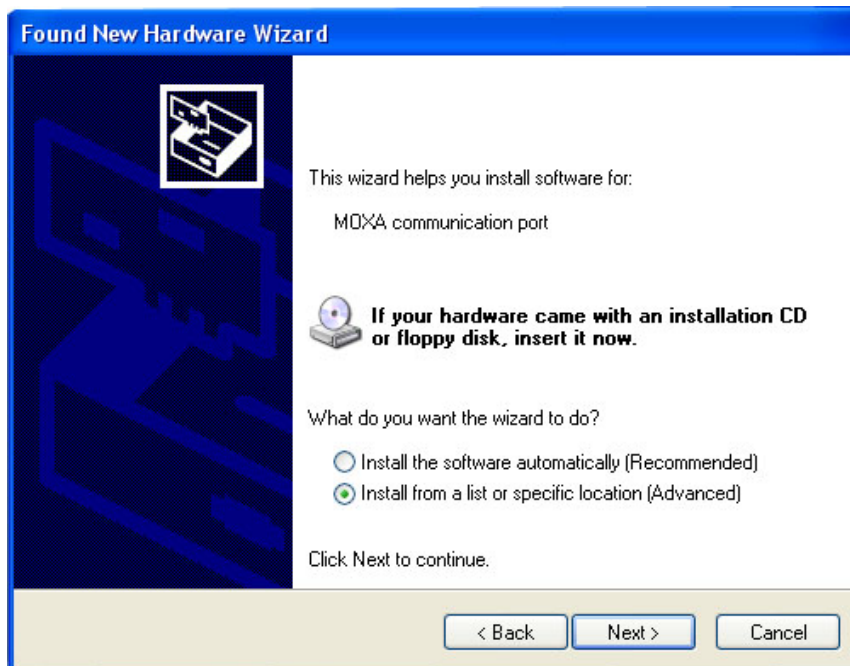 Found New Hardware Wizard
This wizard helps you install software for:
MOXA communication port
If your hardware came with an installation CD
or floppy disk, insert it now.
What do you want the wizard to do?
Install the software automatically (Recommended)
Install from a list or specific location (Advanced)
Click Next to continue.
< Back
Next >
Cancel